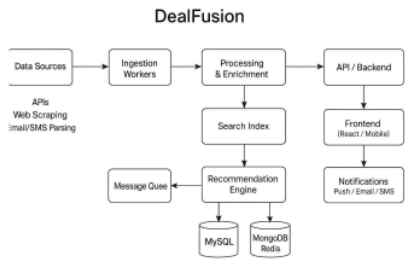 DealFusion
Data Sources
Ingestion
Workers
Processing
& Enrichment
API / Backend
APIs
Web Scraping
Email/SMS Parsing
Search Index
Frontend
(React / Mobile)
Message Quee
Recommendation
Engine
Notifications
Push / Email / SMS
MySQL
MongoDB
Redis